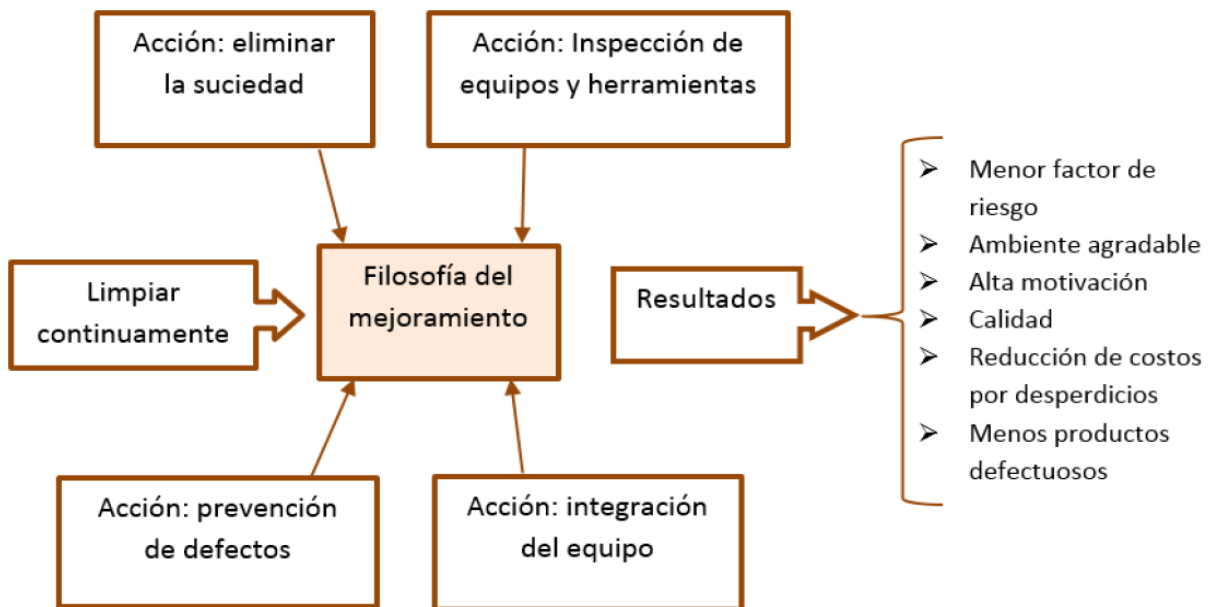 Acción: eliminar
la suciedad
Acción: Inspección de
equipos y herramientas
Limpiar
continuamente
Filosofía del
mejoramiento
Acción: prevención
de defectos
Acción: integración
del equipo
Resultados
➢ Menor factor de
riesgo
➢ Ambiente agradable
➢ Alta motivación
➢ Calidad
➢ Reducción de costos
por desperdicios
➢ Menos productos
defectuosos